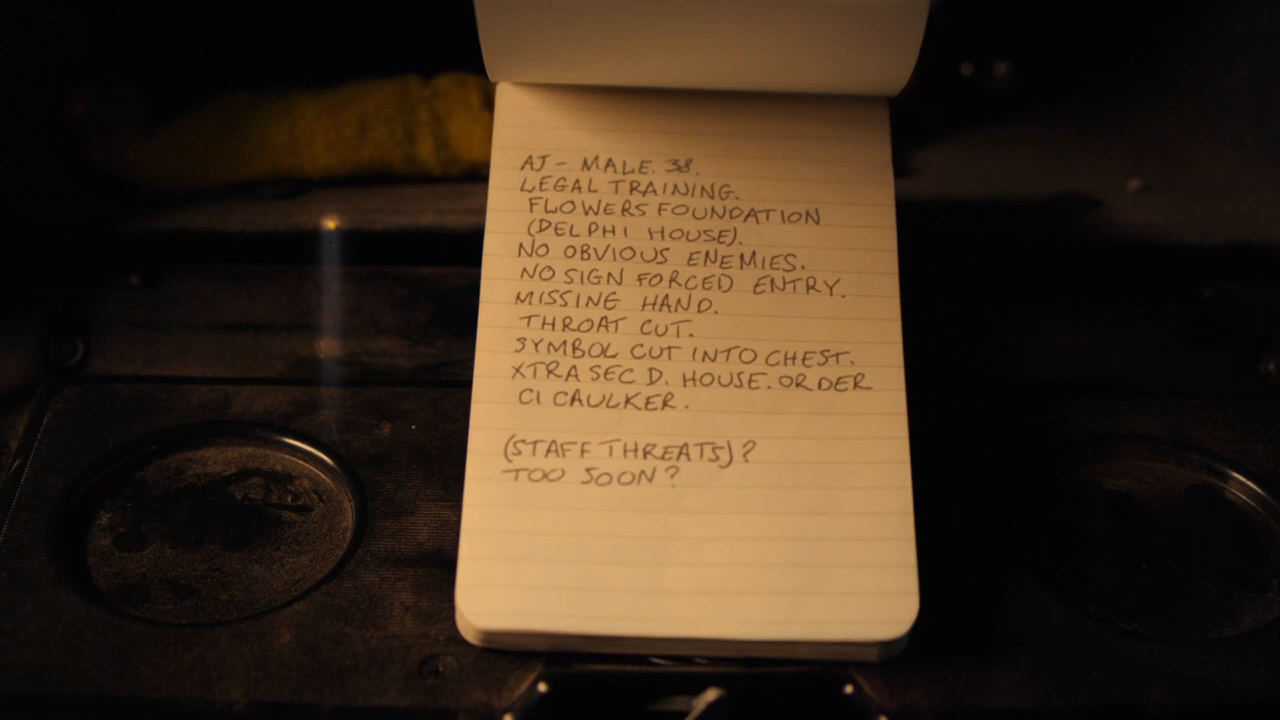 AJ - MALE. 38.
LEGAL TRAINING.
FLOWERS FOUNDATION
(DELPHI HOUSE).
NO OBVIOUS ENEMIES.
NO SIGN FORCED ENTRY.
MISSING HAND.
THROAT CUT.
SYMBOL CUT INTO CHEST.
XTRA SEC D. HOUSE. ORDER
CI CAULKER.
(STAFF THREATS)?
TOO SOON?